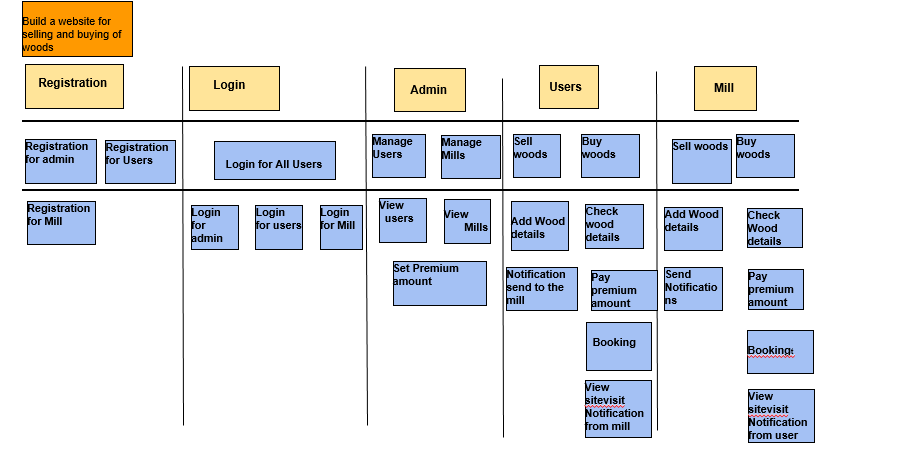 Build a website for
selling and buying of
woods
Registration
Login
Admin
Users
Mill
Registration
for admin
Registration
for Users
Login for All Users
Manage
Users
Manage
Mills
Sell
woods
Buy
woods
Sell woods
Buy
woods
Registration
for Mill
Login
for
admin
Login
for users
Login
for Mill
View
users
View
Mills
Add Wood
details
Check
wood
details
Add Wood
details
Check
Wood
details
Set Premium
amount
Notification
send to the
mill
Pay
premium
amount
Send
Notificatio
ns
Pay
premium
amount
Booking
Booking
View
sitevisit
Notification
from mill
View
sitevisit
Notification
from user